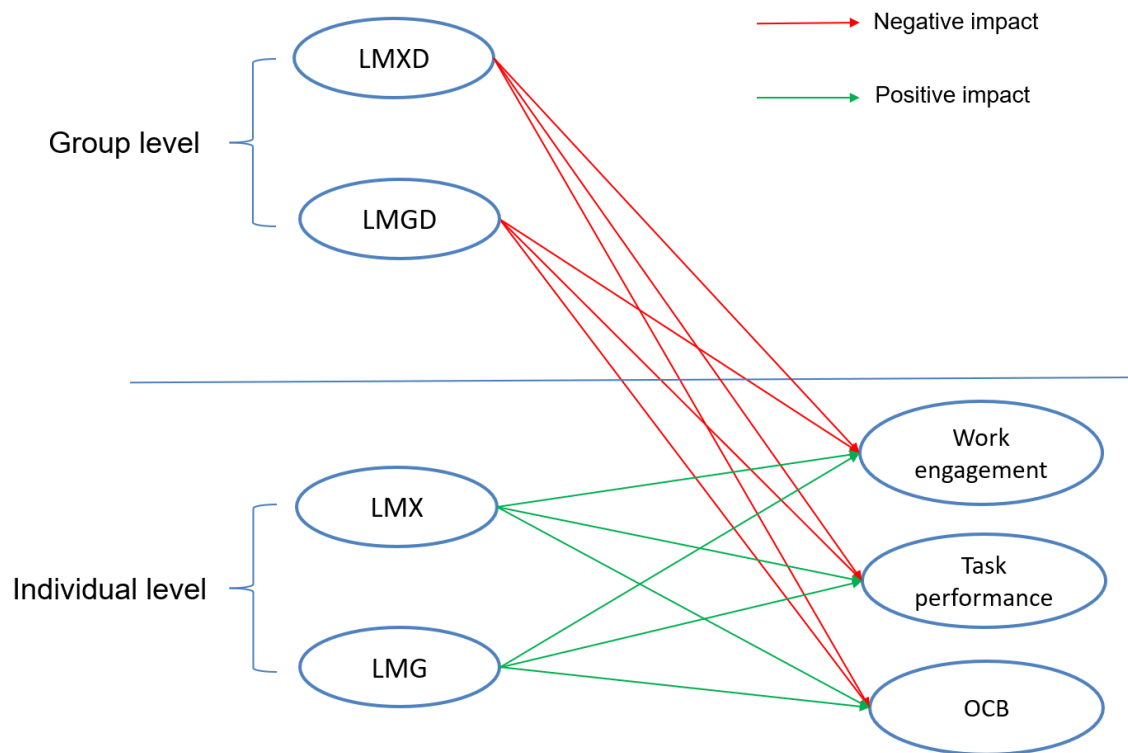 Negative impact
LMXD
Positive impact
Group level
LMGD
Work
engagement
LMX
Task
performance
Individual level
LMG
OCB